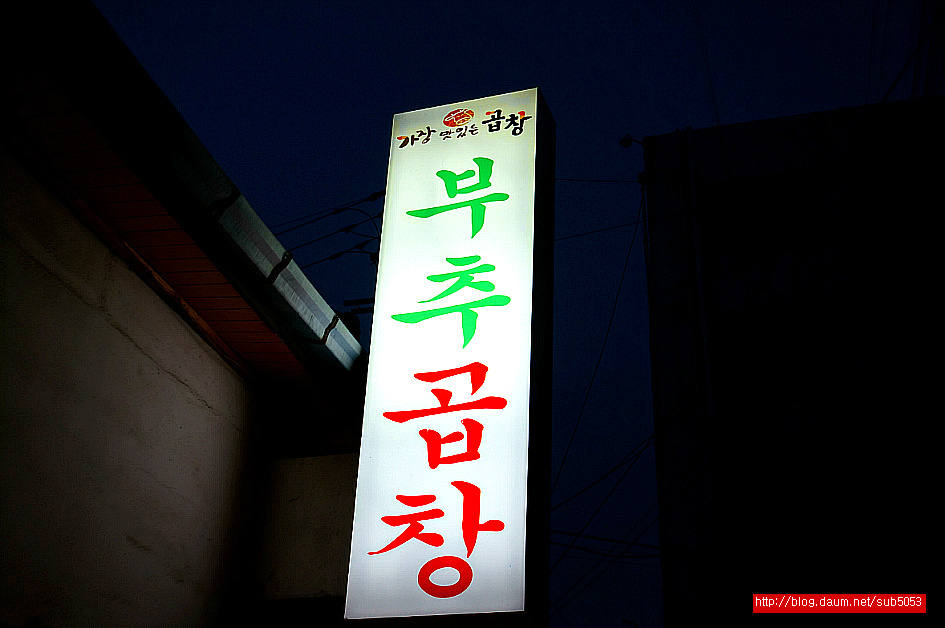 가장 맛있는 곱창
부
추
곱
창
http://blog.daum.net/sub5053